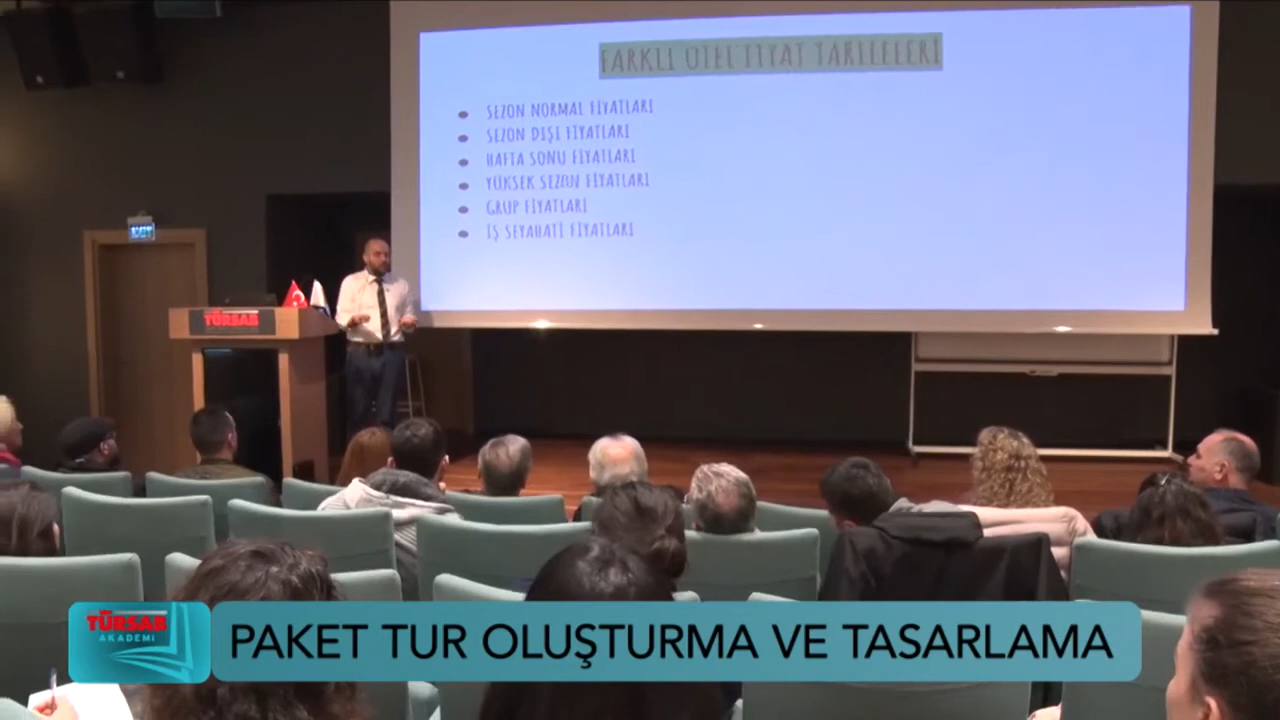 FARKLI OTEL FİYAT TARİFELERİ
SEZON NORMAL FİYATLARI
SEZON DIŞI FİYATLARI
HAFTA SONU FİYATLARI
YÜKSEK SEZON FİYATLARI
GRUP FİYATLARI
İŞ SEYAHATİ FİYATLARI
TÜRSAB
TÜRSAB
AKADEMİ
PAKET TUR OLUŞTURMA VE TASARLAMA